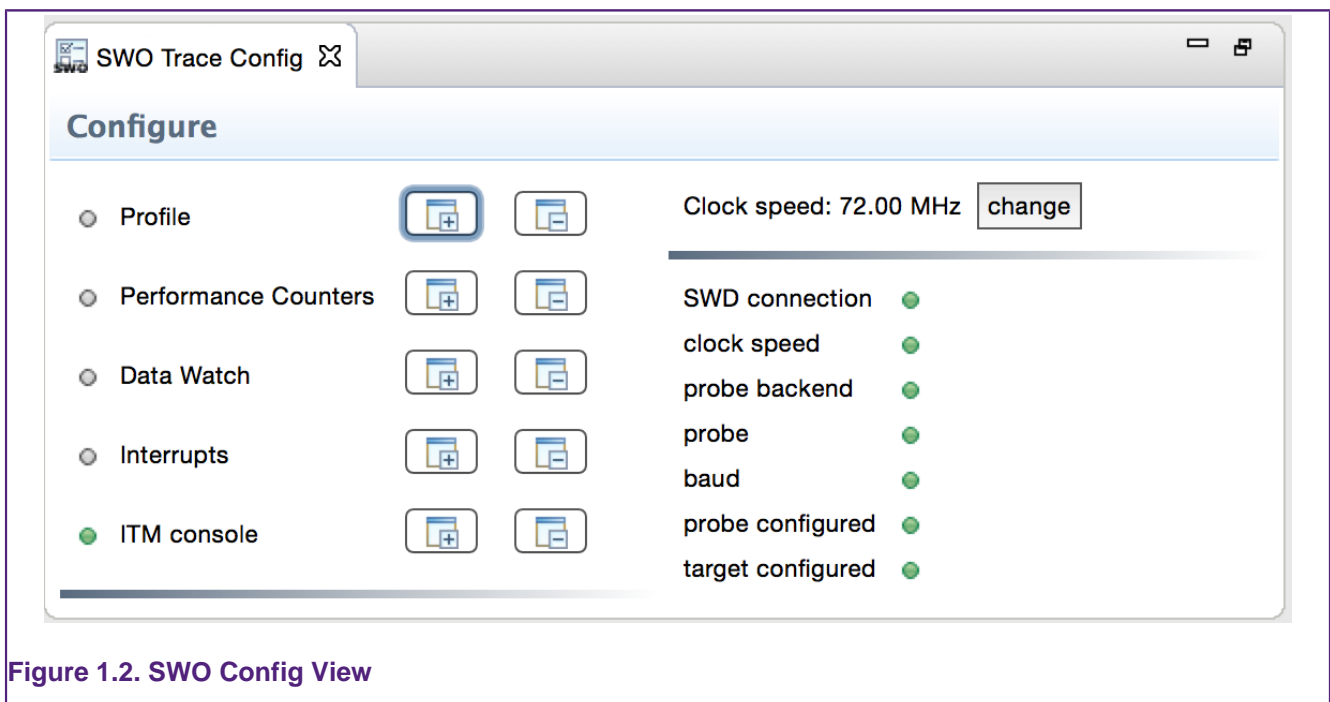 SWO Trace Config
Configure
Profile
Performance Counters
Data Watch
Interrupts
ITM console
Clock speed: 72.00 MHz change
SWD connection
clock speed
probe backend
probe
baud
probe configured
target configured
Figure 1.2. SWO Config View